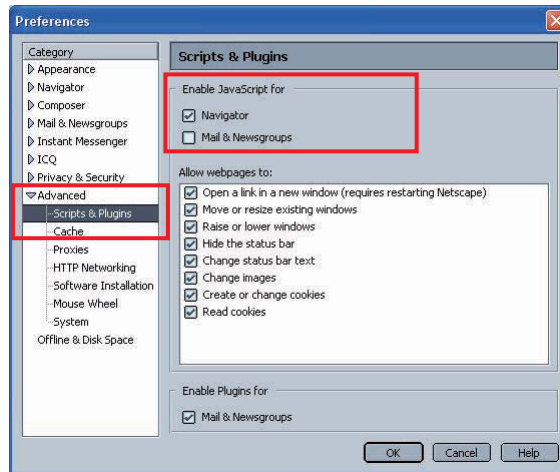 Preferences
Category
Appearance
Navigator
Composer
Mail & Newsgroups
Instant Messenger
ICQ
Privacy & Security
Advanced
Scripts & Plugins
Cache
Proxies
HTTP Networking
Software Installation
Mouse Wheel
System
Offline & Disk Space
Scripts & Plugins
Enable JavaScript for
Navigator
Mail & Newsgroups
Allow webpages to:
Open a link in a new window (requires restarting Netscape)
Move or resize existing windows
Raise or lower windows
Hide the status bar
Change status bar text
Change images
Create or change cookies
Read cookies
Enable Plugins for
Mail & Newsgroups
OK Cancel Help